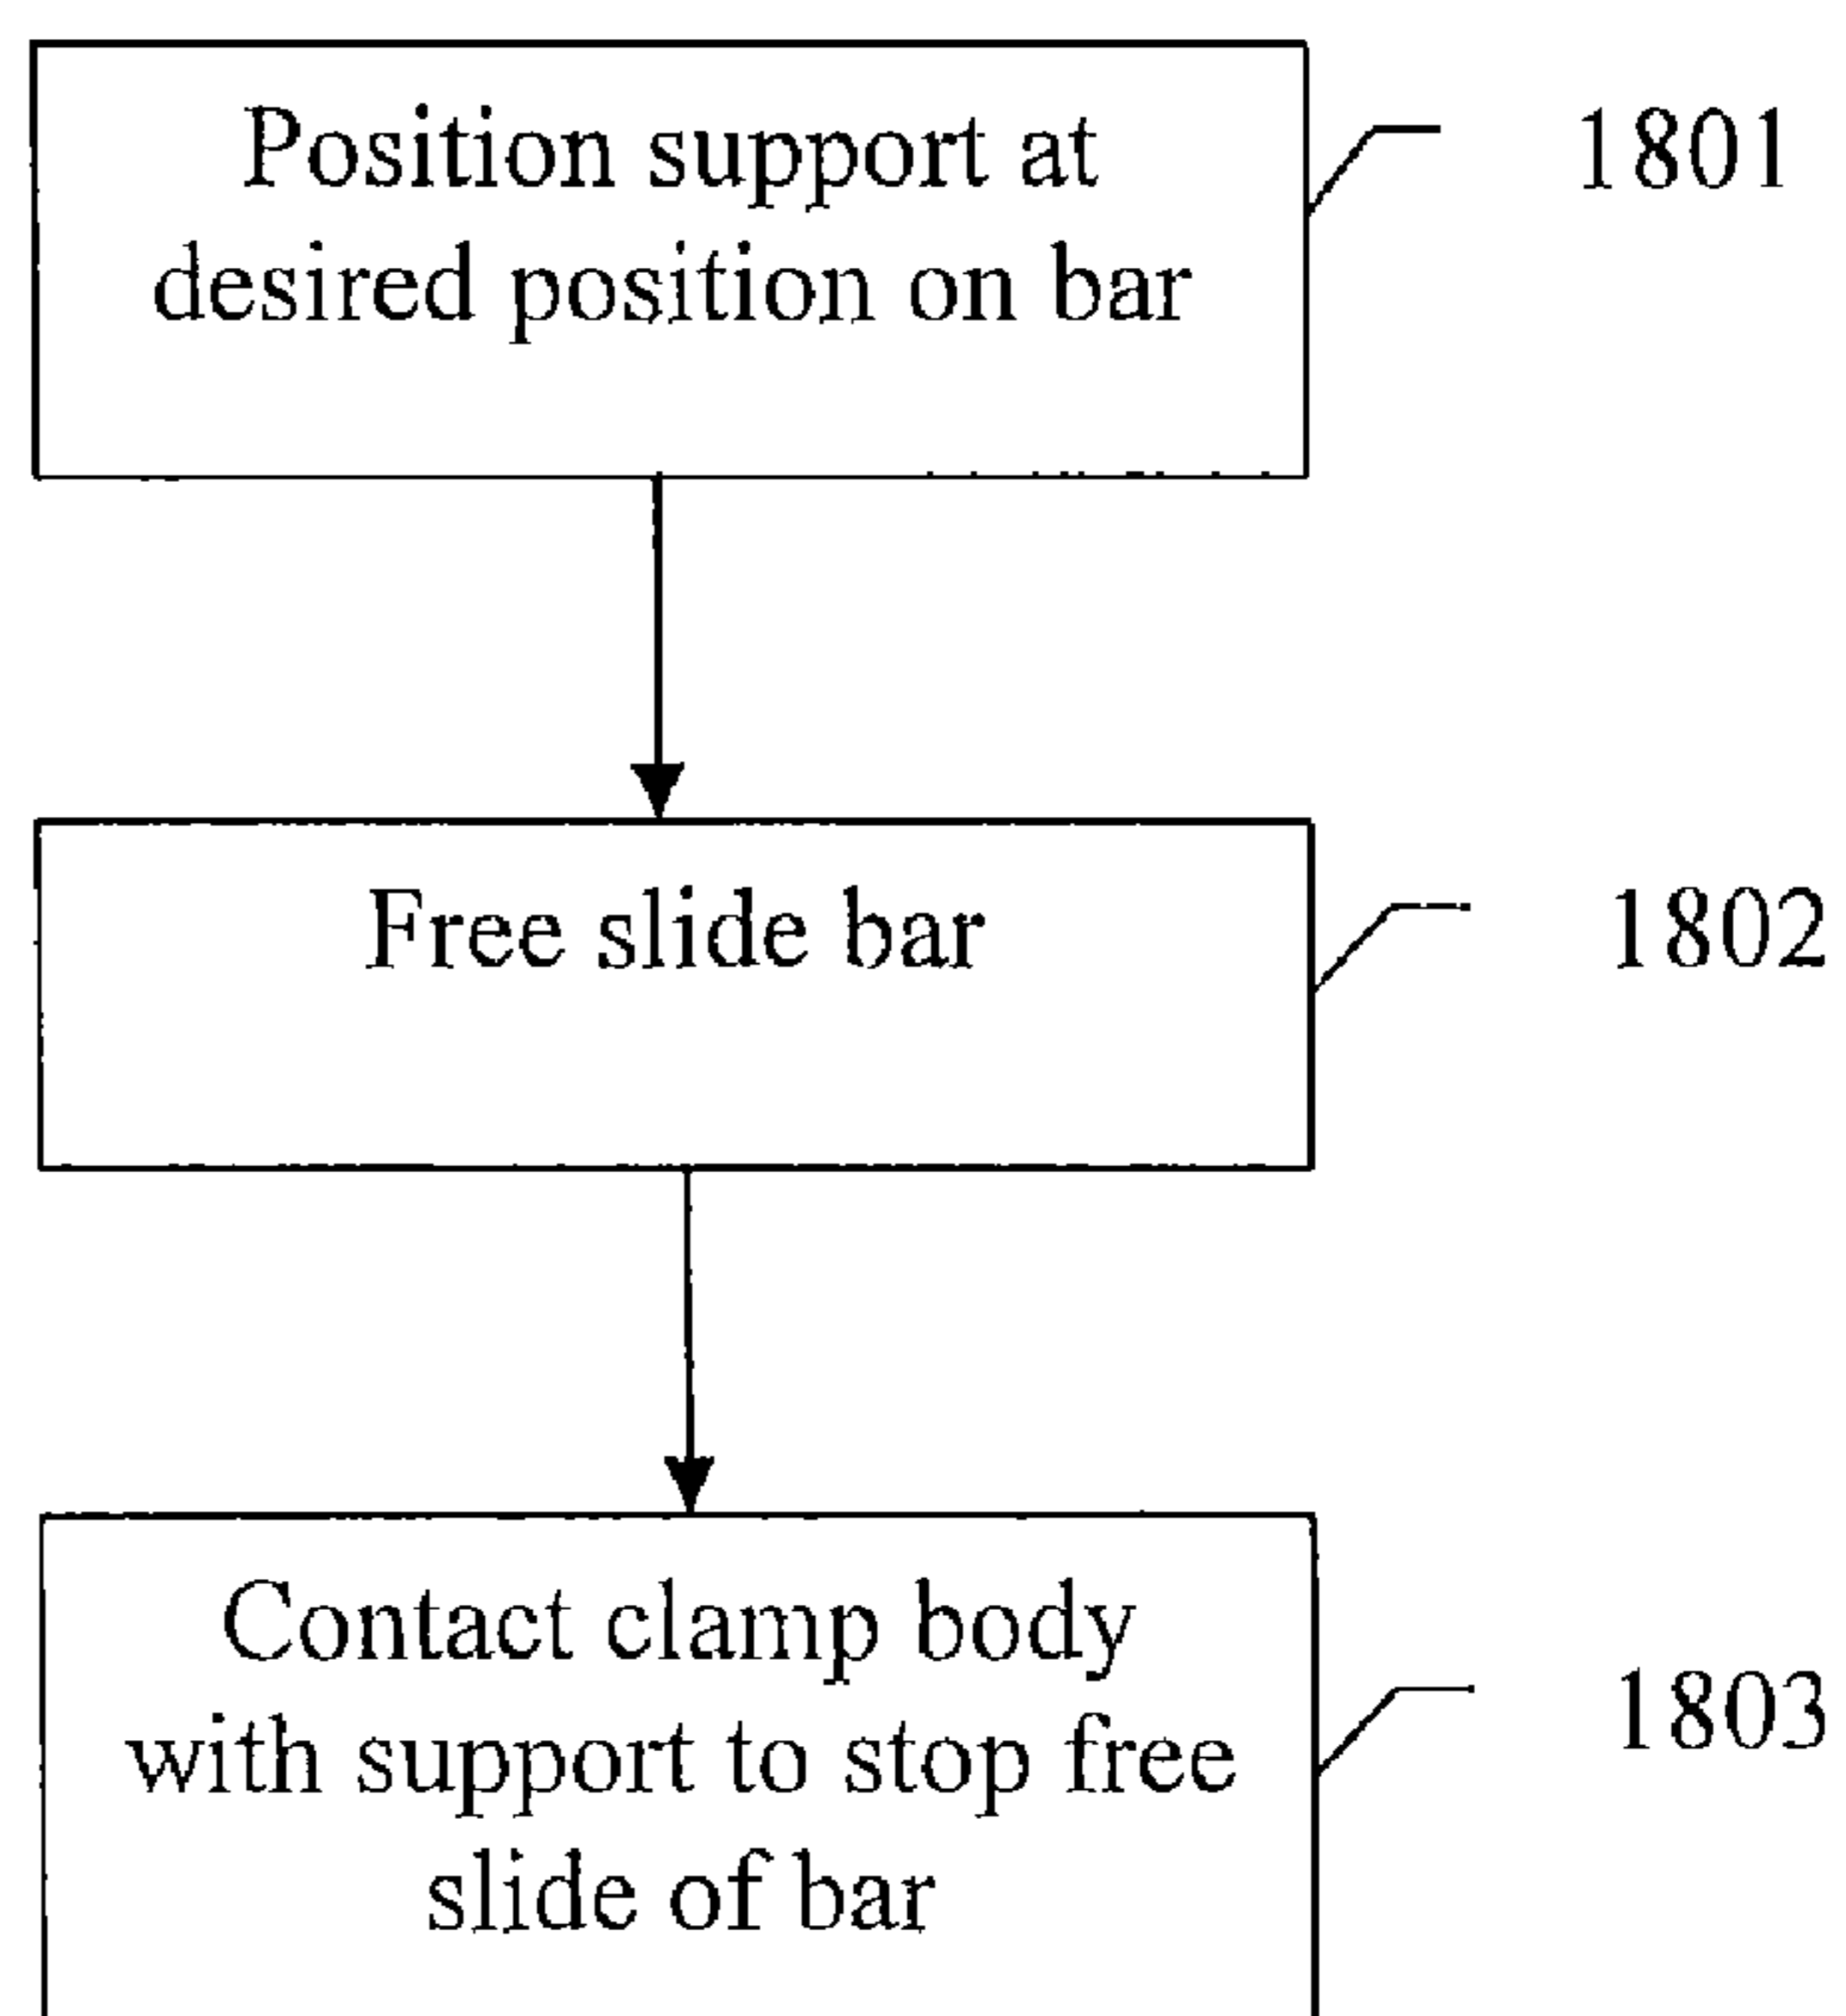 Position support at
desired position on bar
1801
Free slide bar
1802
Contact clamp body
with support to stop free
slide of bar
1803